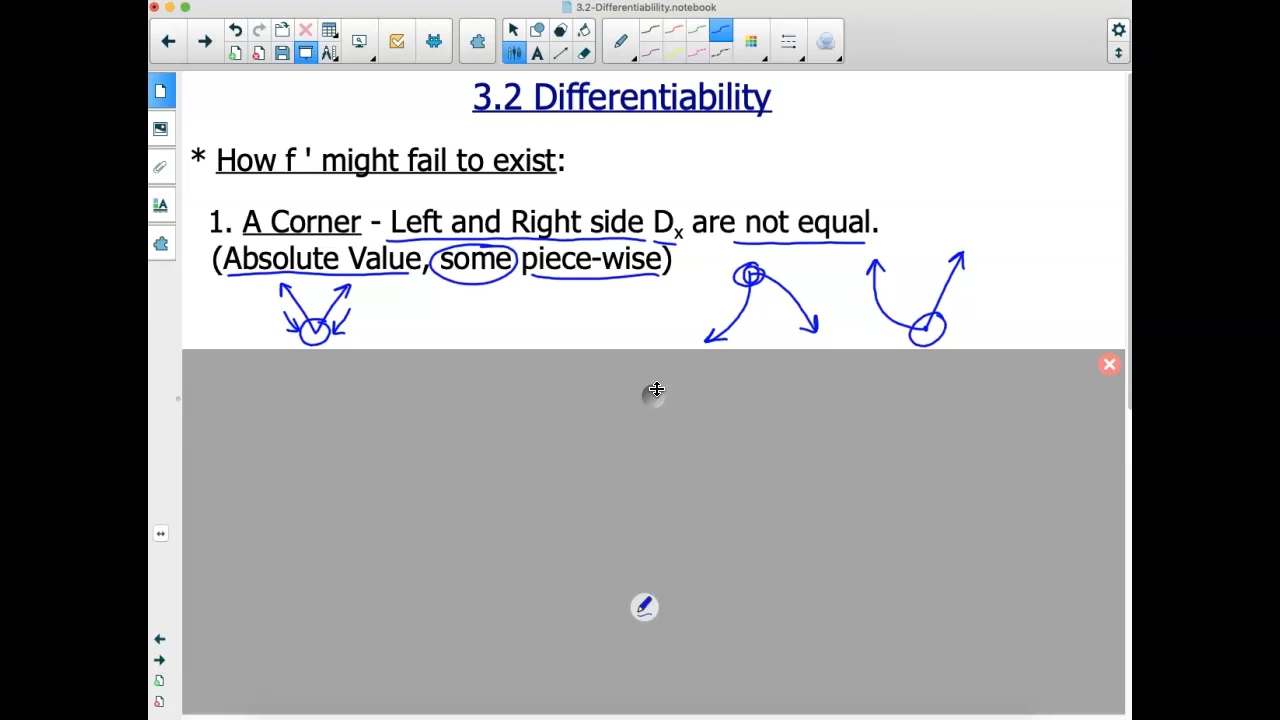 3.2-Differentiablility.notebook
3.2 Differentiability
* How f ' might fail to exist:
1. A Corner - Left and Right side Dx are not equal.
(Absolute Value, some piece-wise)